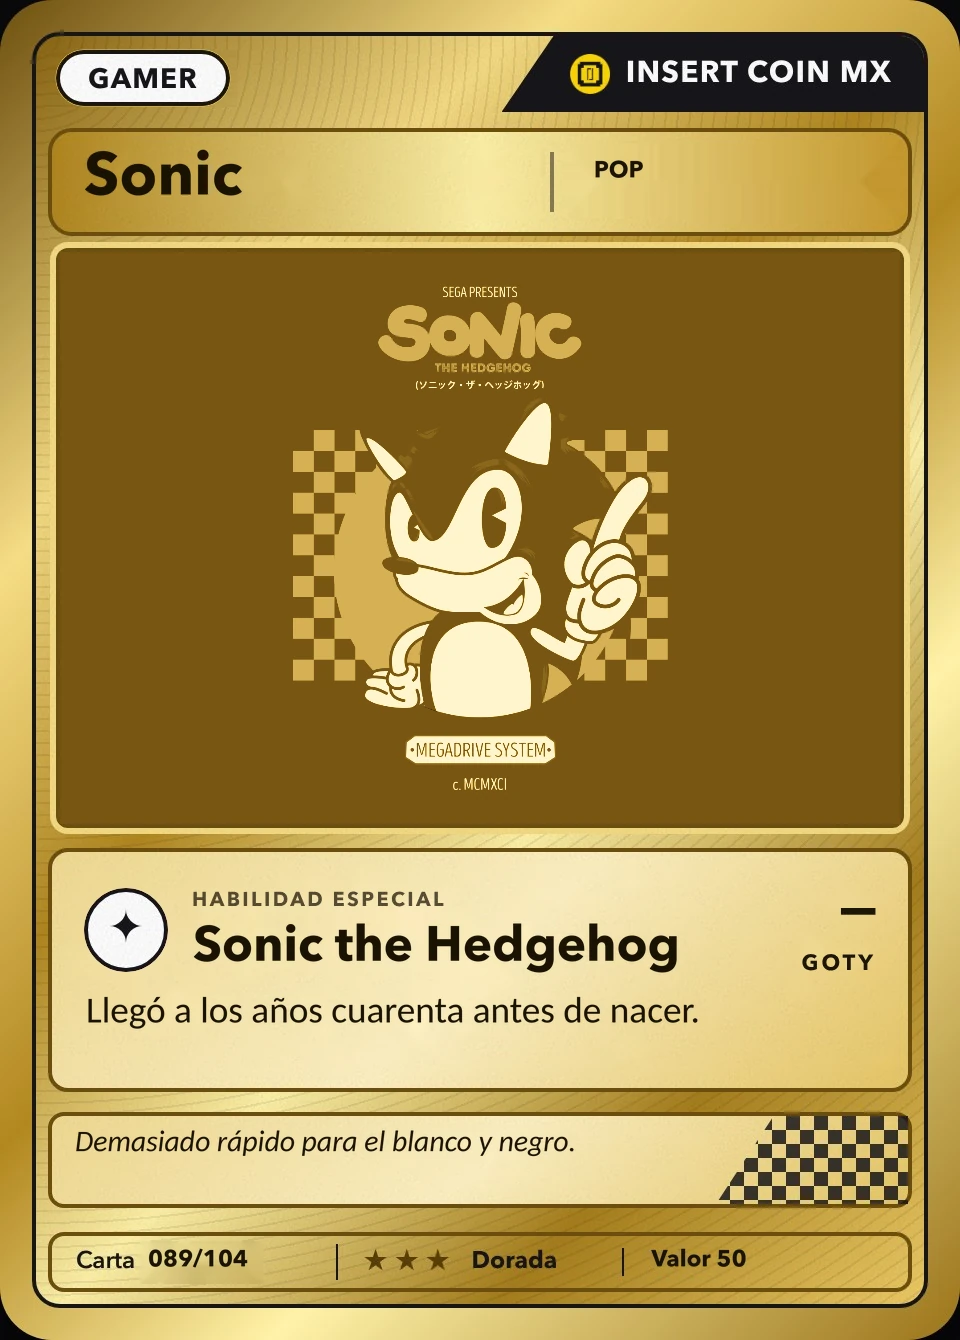 GAMER
INSERT COIN MX
Sonic
POP
SEGA PRESENTS
SONIC
THE HEDGEHOG
(ソニック・ザ・ヘッジホッグ)
•MEGADRIVE SYSTEM•
c. MCMXCI
HABILIDAD ESPECIAL
Sonic the Hedgehog
—
GOTY
Llegó a los años cuarenta antes de nacer.
Demasiado rápido para el blanco y negro.
Carta 089/104 ★★★ Dorada Valor 50